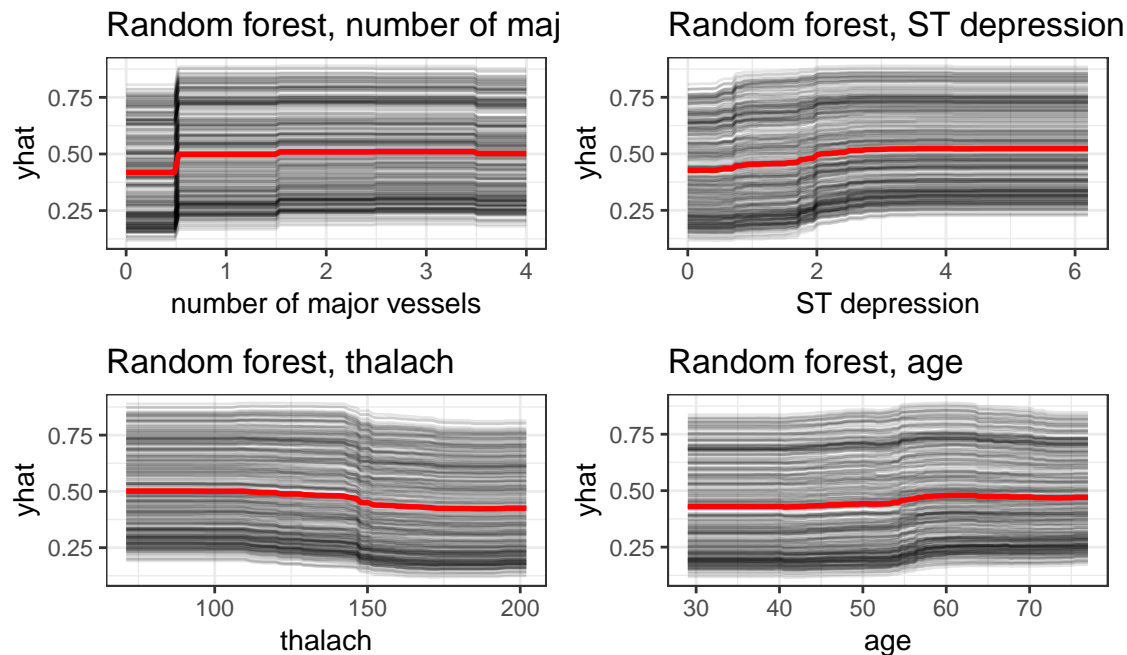 Random forest, number of maj
0.75
0.50
0.25
yhat
0 1 2 3 4
number of major vessels
Random forest, ST depression
0.75
0.50
0.25
yhat
0 2 4 6
ST depression
Random forest, thalach
0.75
0.50
0.25
yhat
100 150 200
thalach
Random forest, age
0.75
0.50
0.25
yhat
30 40 50 60 70
age